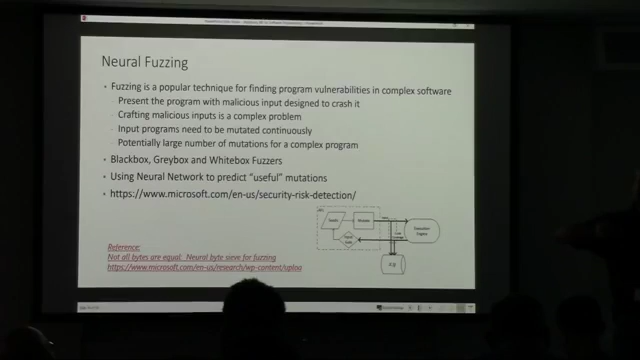 Neural Fuzzing
Fuzzing is a popular technique for finding program vulnerabilities in complex software
Present the program with malicious input designed to crash it
Crafting malicious inputs is a complex problem
Input programs need to be mutated continuously
Potentially large number of mutations for a complex program
Blackbox, Greybox and Whitebox Fuzzers
Using Neural Network to predict “useful” mutations
https://www.microsoft.com/en-us/security-risk-detection/
Reference:
Not all bytes are equal: Neural byte sieve for fuzzing
https://www.microsoft.com/en-us/research/wp-content/uploa